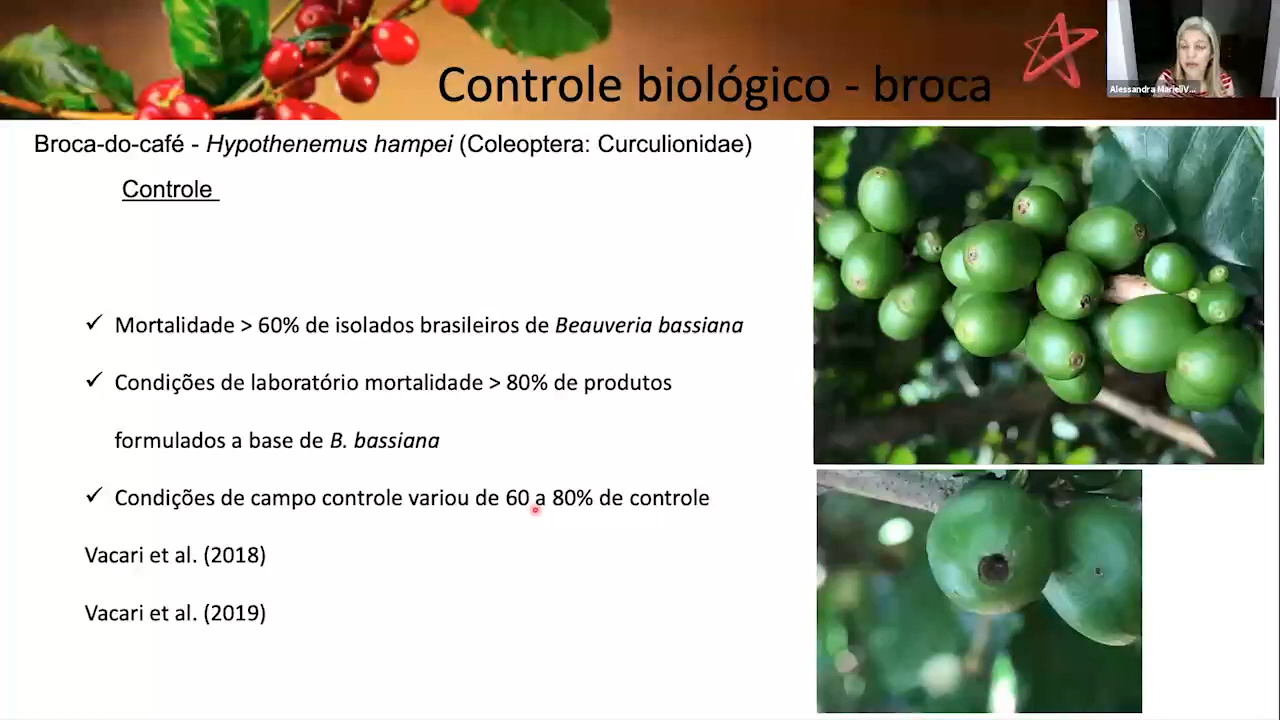 Controle biológico - broca
Alessandra MarieliV...
Broca-do-café - Hypothenemus hampei (Coleoptera: Curculionidae)
Controle
✓ Mortalidade > 60% de isolados brasileiros de Beauveria bassiana
✓ Condições de laboratório mortalidade > 80% de produtos
formulados a base de B. bassiana
✓ Condições de campo controle variou de 60 a 80% de controle
Vacari et al. (2018)
Vacari et al. (2019)